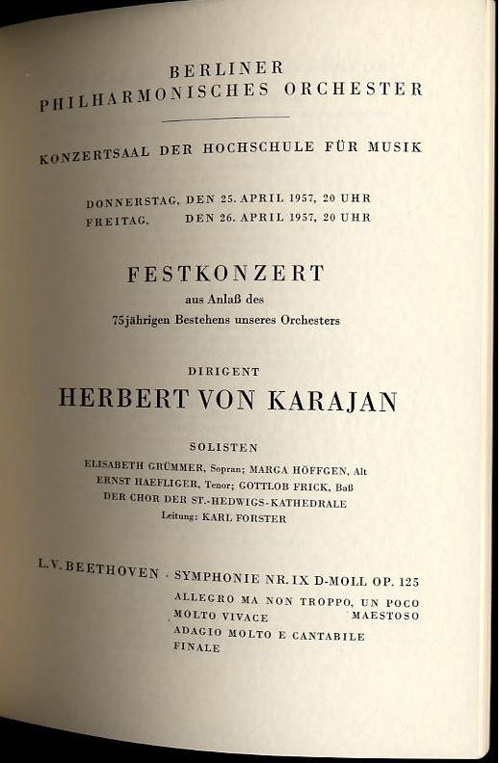 BERLINER
PHILHARMONISCHES ORCHESTER
KONZERTSAAL DER HOCHSCHULE FÜR MUSIK
DONNERSTAG, DEN 25. APRIL 1957, 20 UHR
FREITAG, DEN 26. APRIL 1957, 20 UHR
FESTKONZERT
aus Anlaß des
75jährigen Bestehens unseres Orchesters
DIRIGENT
HERBERT VON KARAJAN
SOLISTEN
ELISABETH GRÜMMER, Sopran; MARGA HÖFFGEN, Alt
ERNST HAEFLIGER, Tenor; GOTTLOB FRICK, Baß
DER CHOR DER ST.-HEDWIGS-KATHEDRALE
Leitung: KARL FORSTER
L. V. BEETHOVEN · SYMPHONIE NR. IX D-MOLL OP. 125
ALLEGRO MA NON TROPPO, UN POCO
MAESTOSO
MOLTO VIVACE
ADAGIO MOLTO E CANTABILE
FINALE